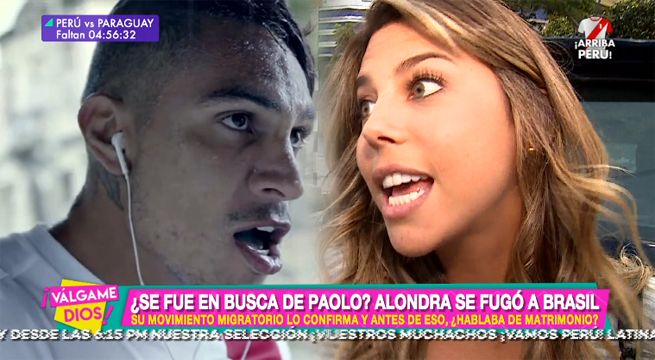 PERÚ vs PARAGUAY
Faltan 04:56:32
¡ARRIBA
PERÚ!
¡VÁLGAME
DIOS!
¿SE FUE EN BUSCA DE PAOLO? ALONDRA SE FUGÓ A BRASIL
SU MOVIMIENTO MIGRATORIO LO CONFIRMA Y ANTES DE ESO, ¿HABLABA DE MATRIMONIO?
Y DESDE LAS 6:15 PM NUESTRA SELECCIÓN ¡VUESTROS MUCHACHOS ¡VAMOS PERÚ! LATINA